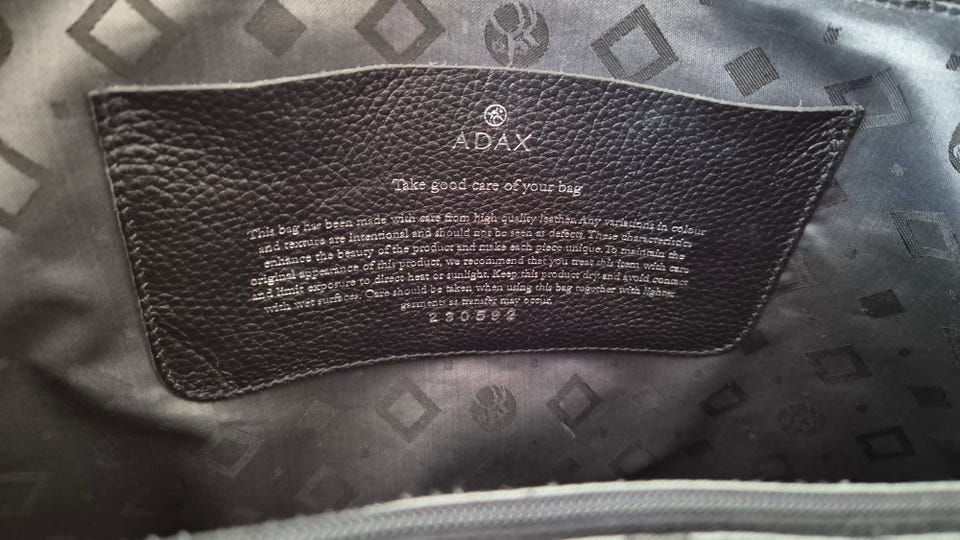 ADAX
Take good care of your bag
This bag has been made with care from high quality leather. Any variations in colour
and texture are intentional and should not be seen as defects. These characteristics
enhance the beauty of the product and make each piece unique. To maintain the
original appearance of this product, we recommend that you treat this item with care
and limit exposure to direct heat or sunlight. Keep this product dry and avoid contact
with wet surfaces. Care should be taken when using this bag together with lighter
garments as transfer may occur.
230592